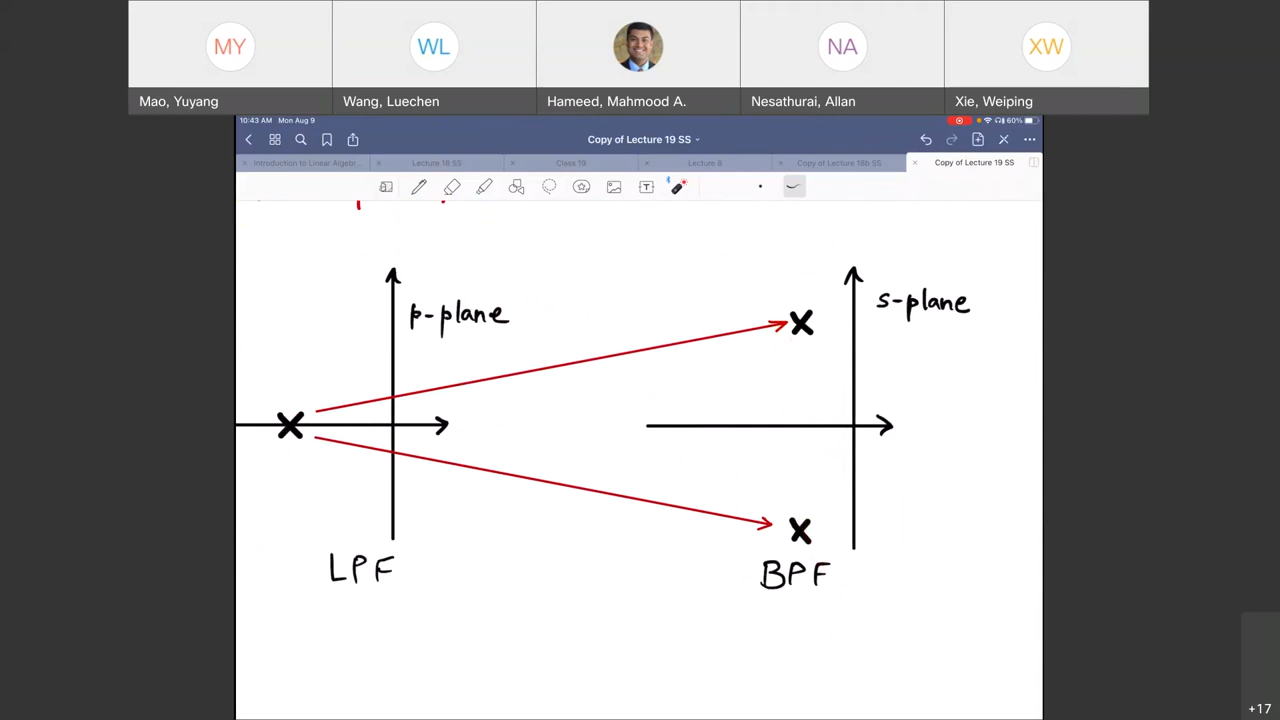 MY WL NA XW
Mao, Yuyang Wang, Luechen Hameed, Mahmood A. Nesathurai, Allan Xie, Weiping
10:43 AM Mon Aug 9 60%
Copy of Lecture 19 SS
Introduction to Linear Algebr... Lecture 18 SS Class 19 Lecture 8 Copy of Lecture 18b SS Copy of Lecture 19 SS
T
p-plane
s-plane
LPF
BPF
+17